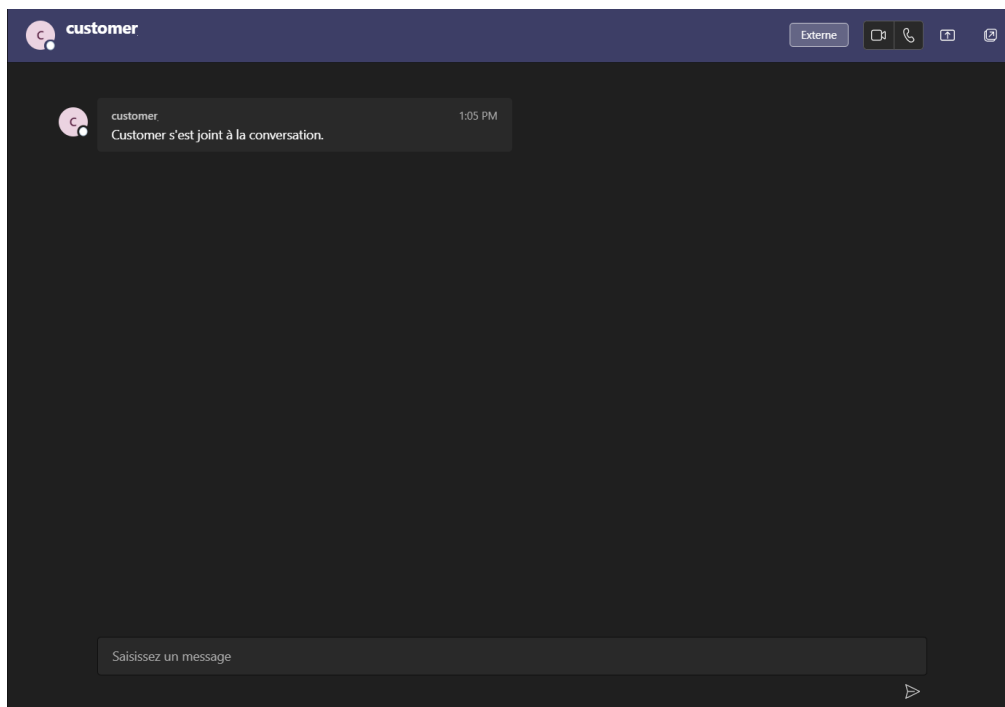 C customer
Externe
C customer 1:05 PM
Customer s'est joint à la conversation.
Saisissez un message